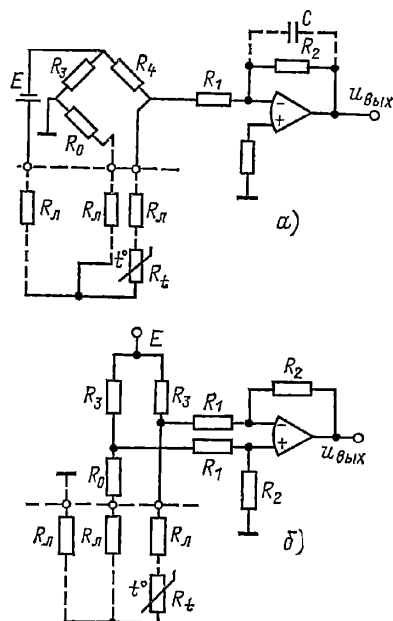 C
R₃
R₄
R₂
E
R₁
−
+
uвых
R₀
Rл
Rл
Rл
t°
Rt
а)
E
R₃
R₃
R₁
R₂
−
+
R₁
uвых
R₀
R₂
Rл
Rл
Rл
б)
t°
Rt